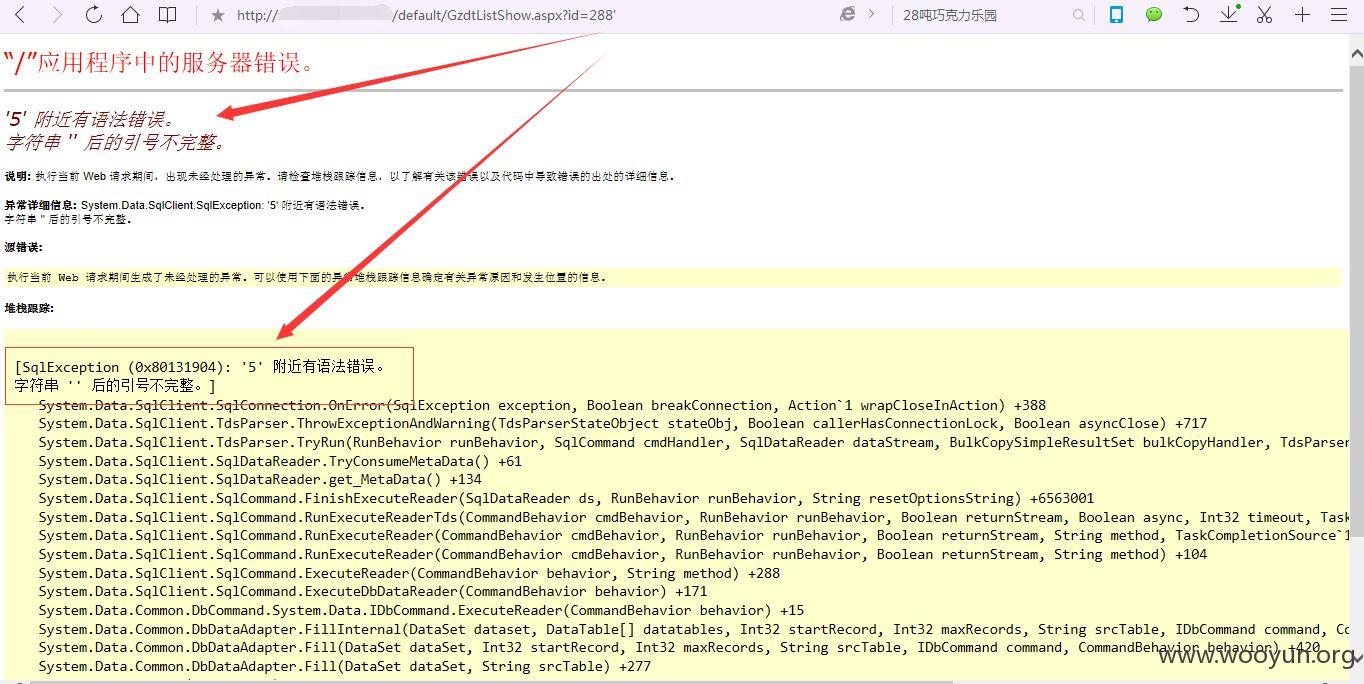 http:// /default/GzdtListShow.aspx?id=288'
28吨巧克力乐园
“/”应用程序中的服务器错误。
'5' 附近有语法错误。
字符串 '' 后的引号不完整。
说明: 执行当前 Web 请求期间，出现未经处理的异常。请检查堆栈跟踪信息，以了解有关该错误以及代码中导致错误的出处的详细信息。
异常详细信息: System.Data.SqlClient.SqlException: '5' 附近有语法错误。
字符串 '' 后的引号不完整。
源错误:
执行当前 Web 请求期间生成了未经处理的异常。可以使用下面的异常堆栈跟踪信息确定有关异常原因和发生位置的信息。
堆栈跟踪:
[SqlException (0x80131904): '5' 附近有语法错误。
字符串 '' 后的引号不完整。]
System.Data.SqlClient.SqlConnection.OnError(SqlException exception, Boolean breakConnection, Action`1 wrapCloseInAction) +388
System.Data.SqlClient.TdsParser.ThrowExceptionAndWarning(TdsParserStateObject stateObj, Boolean callerHasConnectionLock, Boolean asyncClose) +717
System.Data.SqlClient.TdsParser.TryRun(RunBehavior runBehavior, SqlCommand cmdHandler, SqlDataReader dataStream, BulkCopySimpleResultSet bulkCopyHandler, TdsParser
System.Data.SqlClient.SqlDataReader.TryConsumeMetaData() +61
System.Data.SqlClient.SqlDataReader.get_MetaData() +134
System.Data.SqlClient.SqlCommand.FinishExecuteReader(SqlDataReader ds, RunBehavior runBehavior, String resetOptionsString) +6563001
System.Data.SqlClient.SqlCommand.RunExecuteReaderTds(CommandBehavior cmdBehavior, RunBehavior runBehavior, Boolean returnStream, Boolean async, Int32 timeout, Task
System.Data.SqlClient.SqlCommand.RunExecuteReader(CommandBehavior cmdBehavior, RunBehavior runBehavior, Boolean returnStream, String method, TaskCompletionSource`1
System.Data.SqlClient.SqlCommand.RunExecuteReader(CommandBehavior cmdBehavior, RunBehavior runBehavior, Boolean returnStream, String method) +104
System.Data.SqlClient.SqlCommand.ExecuteReader(CommandBehavior behavior, String method) +288
System.Data.SqlClient.SqlCommand.ExecuteDbDataReader(CommandBehavior behavior) +171
System.Data.Common.DbCommand.System.Data.IDbCommand.ExecuteReader(CommandBehavior behavior) +15
System.Data.Common.DbDataAdapter.FillInternal(DataSet dataset, DataTable[] datatables, Int32 startRecord, Int32 maxRecords, String srcTable, IDbCommand command, Co
System.Data.Common.DbDataAdapter.Fill(DataSet dataSet, Int32 startRecord, Int32 maxRecords, String srcTable, IDbCommand command, CommandBehavior behavior) +420
System.Data.Common.DbDataAdapter.Fill(DataSet dataSet, String srcTable) +277
www.wooyun.org